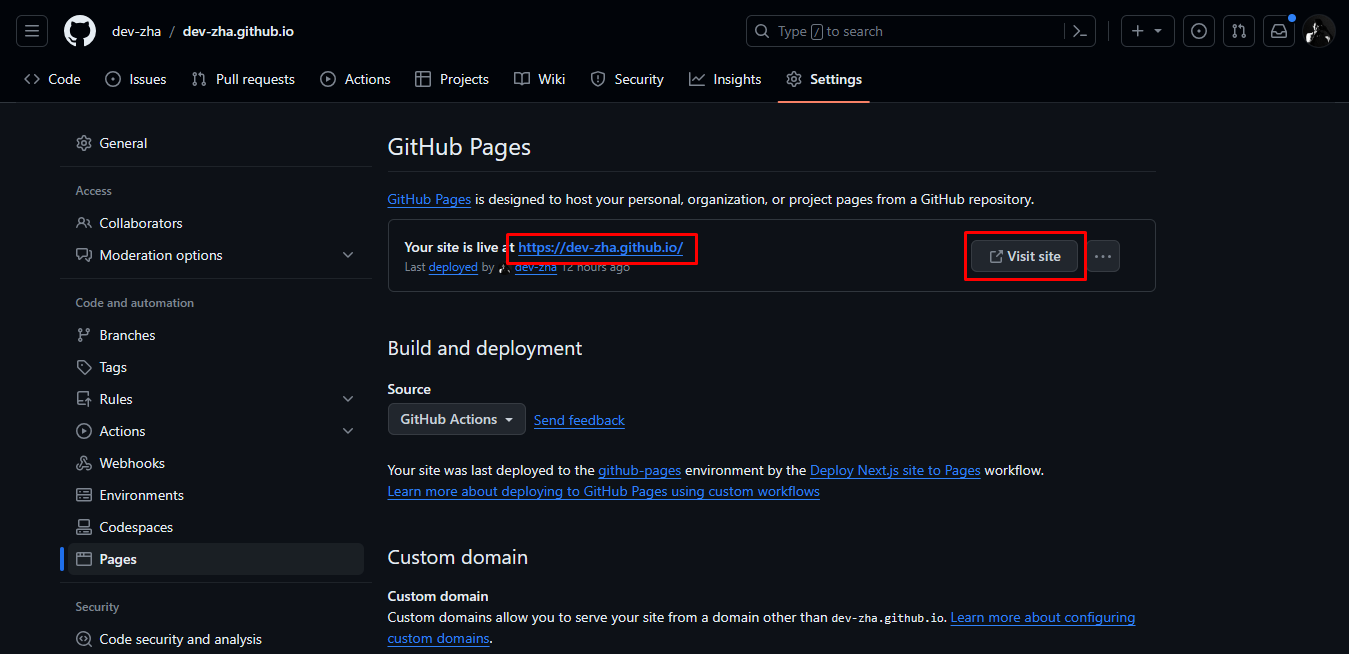 dev-zha / dev-zha.github.io
Type / to search
Code Issues Pull requests Actions Projects Wiki Security Insights Settings
General
Access
Collaborators
Moderation options
Code and automation
Branches
Tags
Rules
Actions
Webhooks
Environments
Codespaces
Pages
Security
Code security and analysis
GitHub Pages
GitHub Pages is designed to host your personal, organization, or project pages from a GitHub repository.
Your site is live at https://dev-zha.github.io/
Last deployed by dev-zha 12 hours ago
Visit site
Build and deployment
Source
GitHub Actions Send feedback
Your site was last deployed to the github-pages environment by the Deploy Next.js site to Pages workflow.
Learn more about deploying to GitHub Pages using custom workflows
Custom domain
Custom domain
Custom domains allow you to serve your site from a domain other than dev-zha.github.io. Learn more about configuring
custom domains.